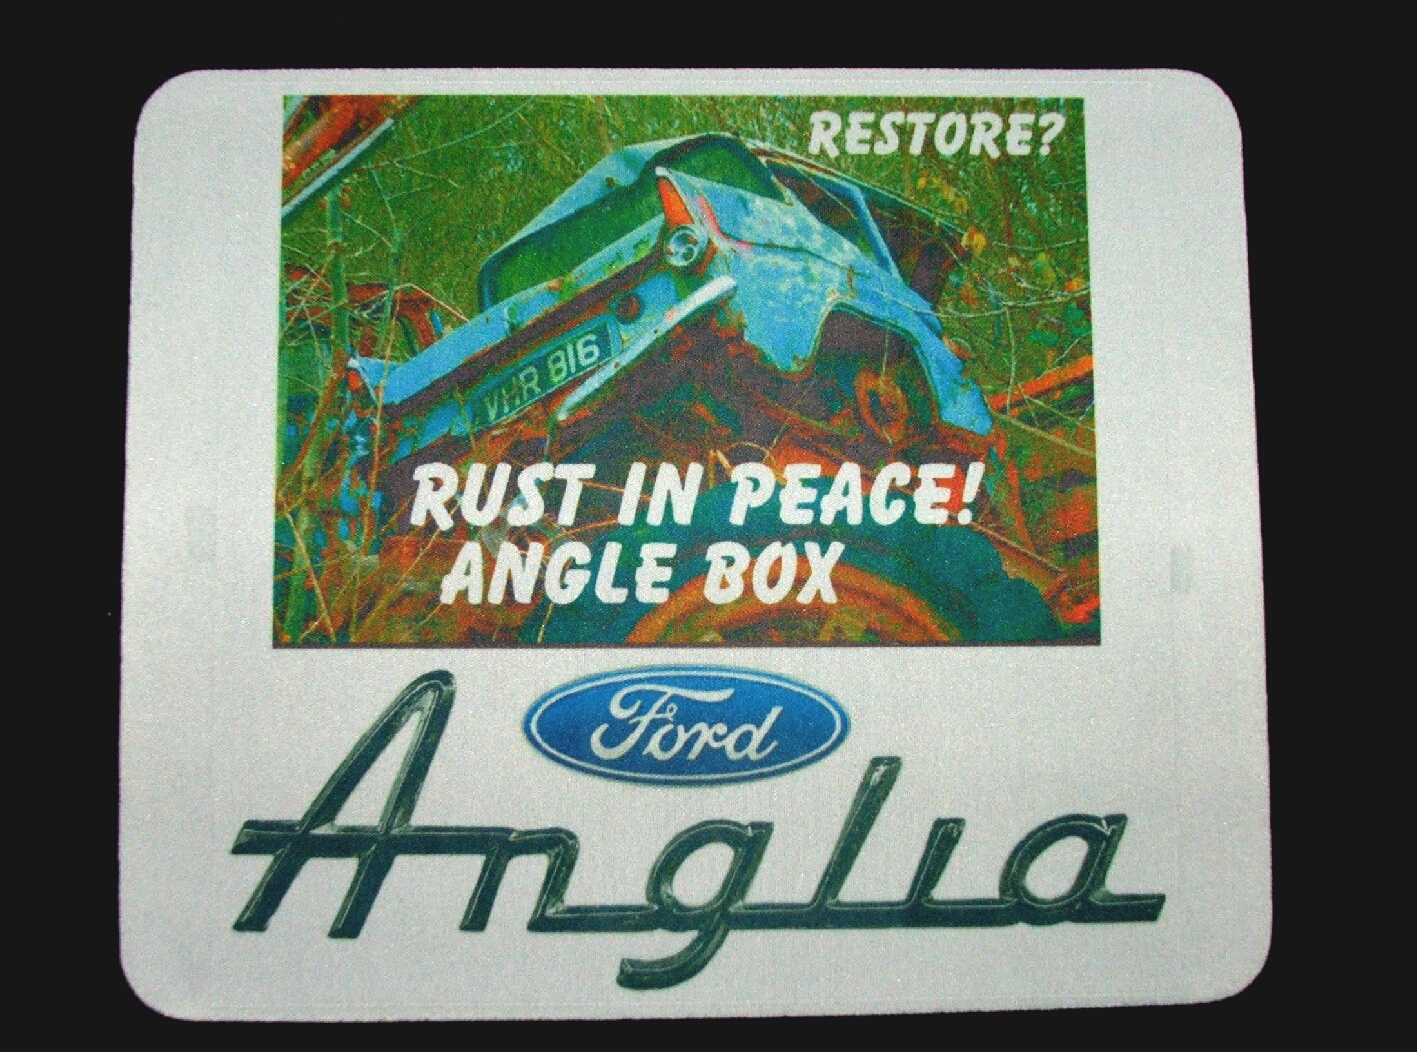 RESTORE?
VHR 816
RUST IN PEACE!
ANGLE BOX
Ford
Anglia